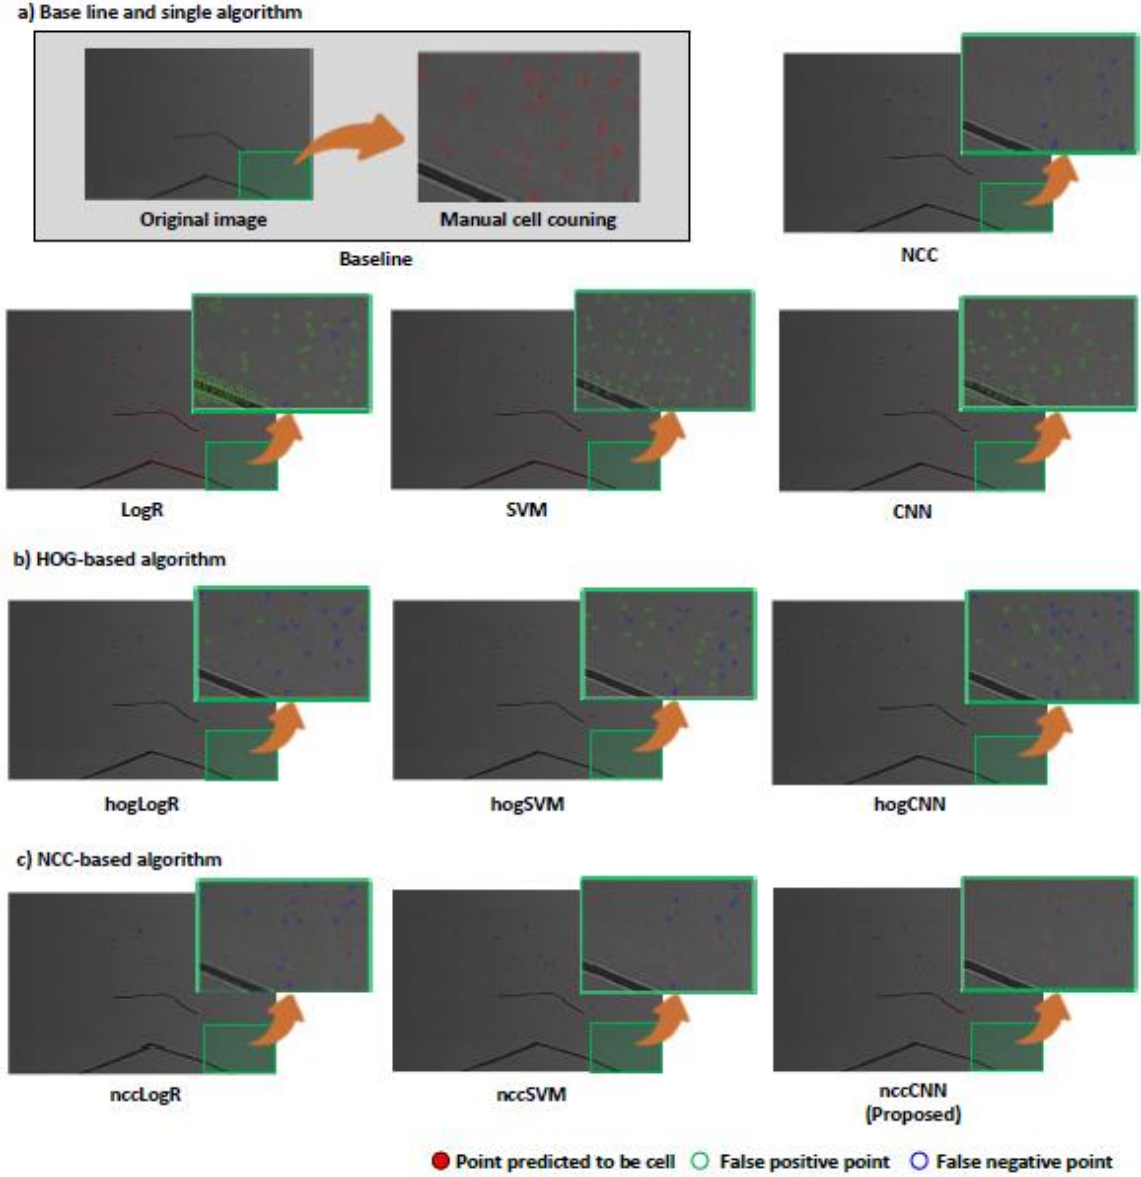 a) Base line and single algorithm
Original image
Manual cell couning
Baseline
NCC
LogR
SVM
CNN
b) HOG-based algorithm
hogLogR
hogSVM
hogCNN
c) NCC-based algorithm
nccLogR
nccSVM
nccCNN
(Proposed)
Point predicted to be cell
False positive point
False negative point